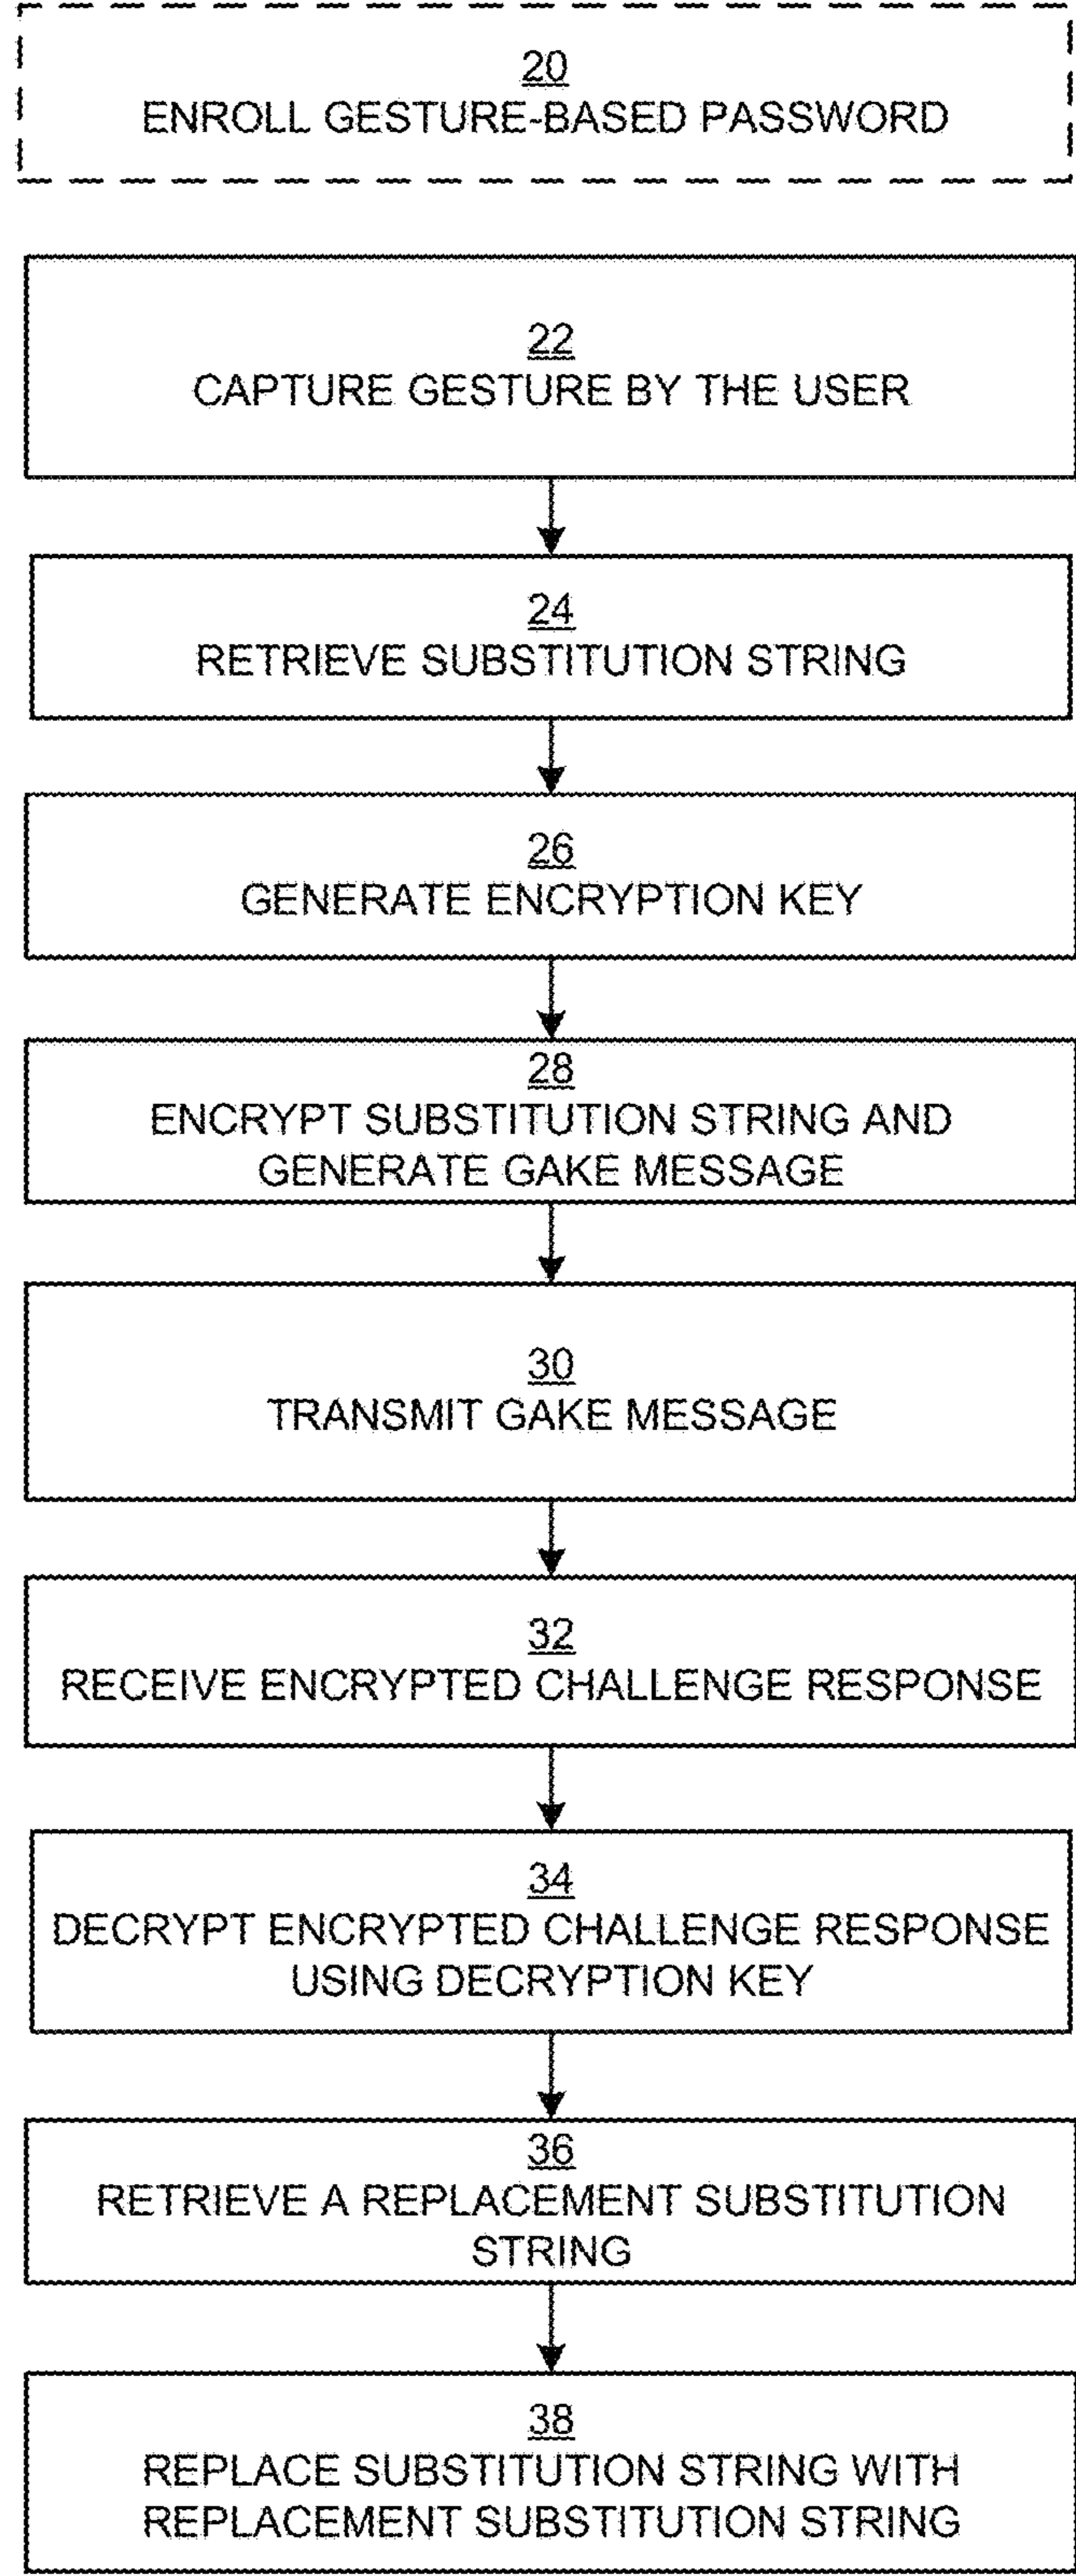 20
ENROLL GESTURE-BASED PASSWORD
22
CAPTURE GESTURE BY THE USER
24
RETRIEVE SUBSTITUTION STRING
26
GENERATE ENCRYPTION KEY
28
ENCRYPT SUBSTITUTION STRING AND
GENERATE GAKE MESSAGE
30
TRANSMIT GAKE MESSAGE
32
RECEIVE ENCRYPTED CHALLENGE RESPONSE
34
DECRYPT ENCRYPTED CHALLENGE RESPONSE
USING DECRYPTION KEY
36
RETRIEVE A REPLACEMENT SUBSTITUTION
STRING
38
REPLACE SUBSTITUTION STRING WITH
REPLACEMENT SUBSTITUTION STRING